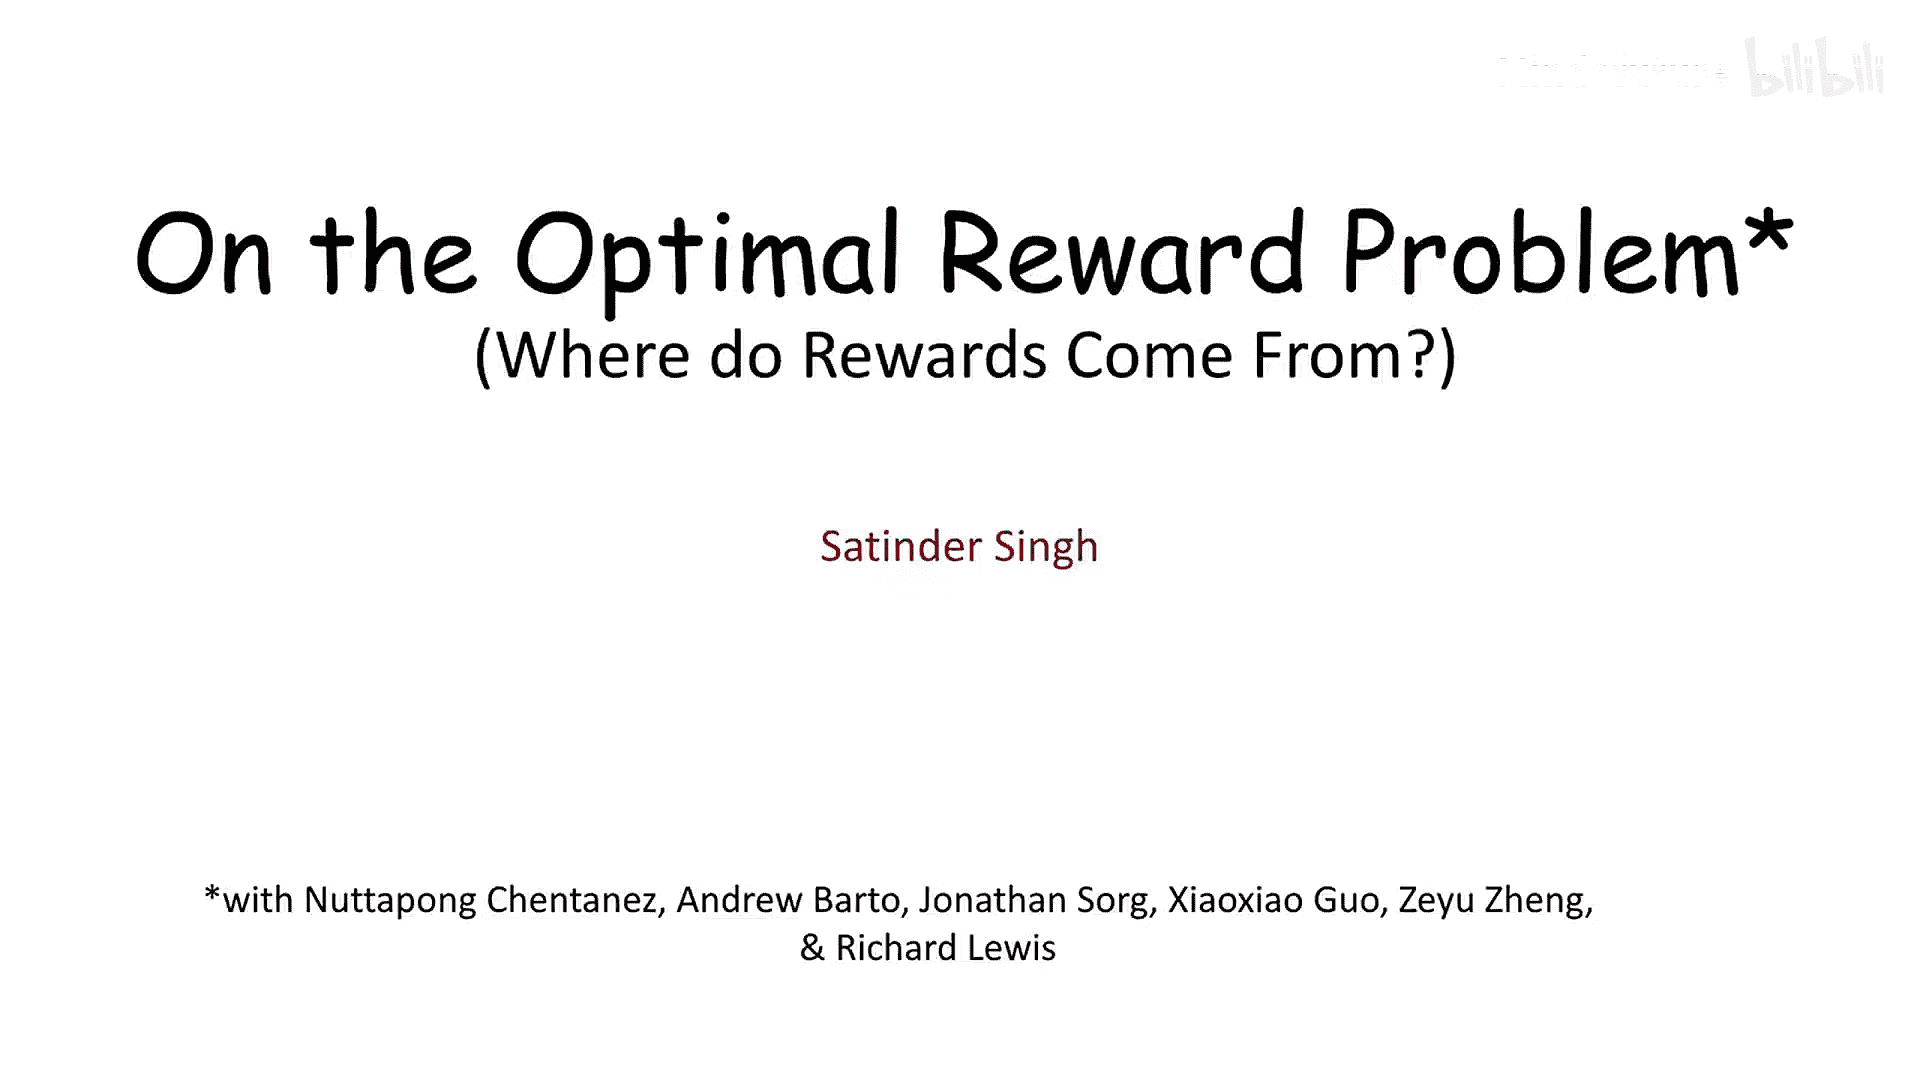 bilibili
On the Optimal Reward Problem*
(Where do Rewards Come From?)
Satinder Singh
*with Nuttapong Chentanez, Andrew Barto, Jonathan Sorg, Xiaoxiao Guo, Zeyu Zheng,
& Richard Lewis